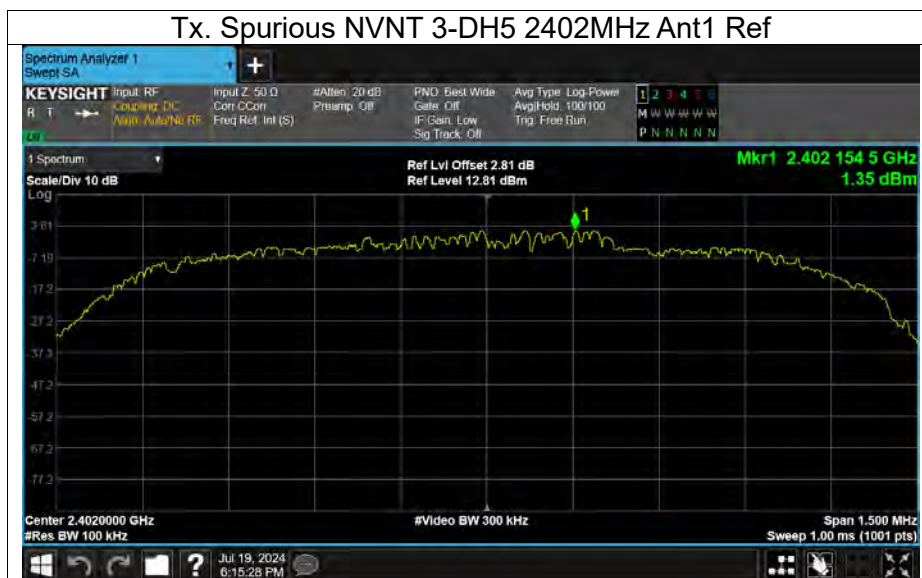 Tx. Spurious NVNT 3-DH5 2402MHz Ant1 Ref
Spectrum Analyzer 1
Swept SA
+
KEYSIGHT Input: RF Input Z: 50 Ω #Atten: 20 dB PNO: Best Wide Avg Type: Log-Power 1 2 3 4 5 6
R T Coupling: DC Corr CCorr Preamp: Off Gate: Off Avg|Hold: 100/100 M W W W W W W
Align: Auto/No RF Freq Ref: Int (S) IF Gain: Low Trig: Free Run
Sig Track: Off P N N N N N N
1 Spectrum Ref Lvl Offset 2.81 dB Mkr1 2.402 154 5 GHz
Scale/Div 10 dB Ref Level 12.81 dBm 1.35 dBm
Log
1
2.81
-7.19
-17.2
-27.2
-37.2
-47.2
-57.2
-67.2
-77.2
Center 2.4020000 GHz #Video BW 300 kHz Span 1.500 MHz
#Res BW 100 kHz Sweep 1.00 ms (1001 pts)
? Jul 19, 2024
6:15:28 PM